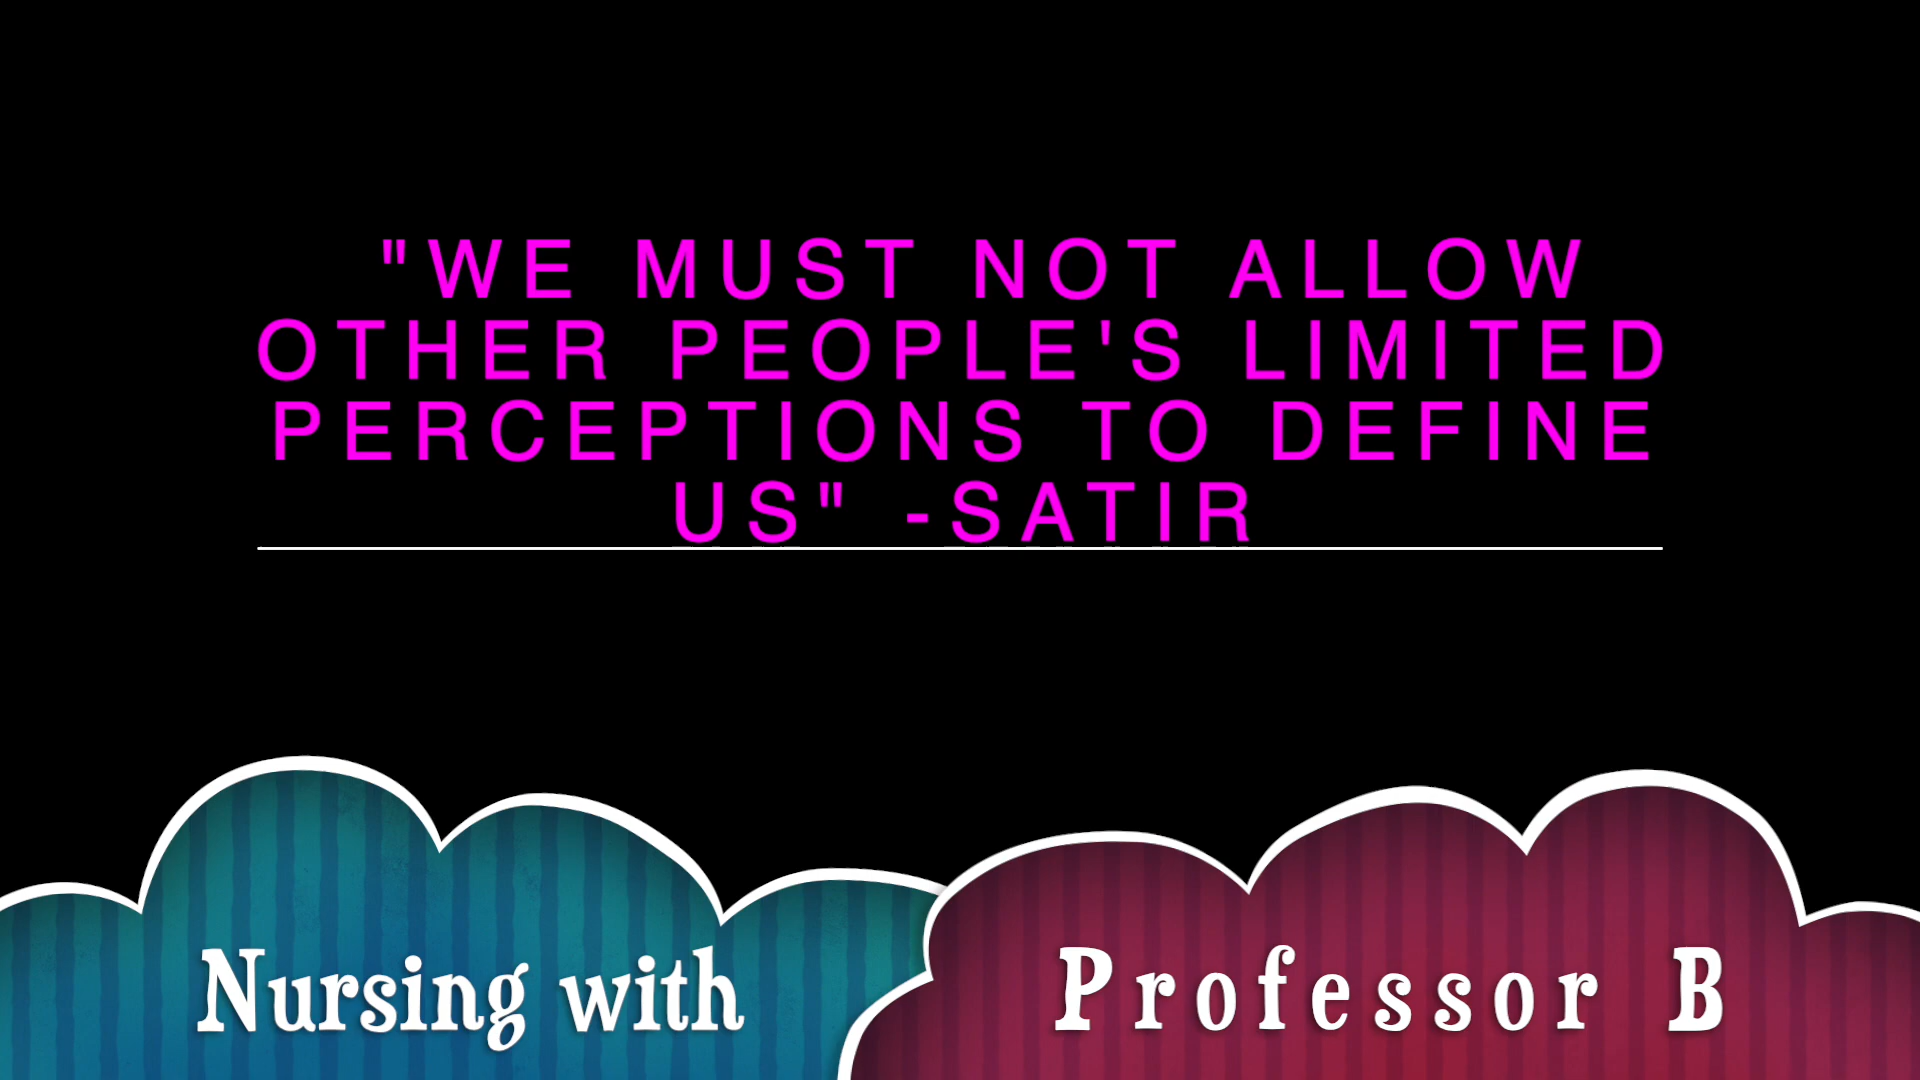 "WE MUST NOT ALLOW
OTHER PEOPLE'S LIMITED
PERCEPTIONS TO DEFINE
US" -SATIR
Nursing with
Professor B